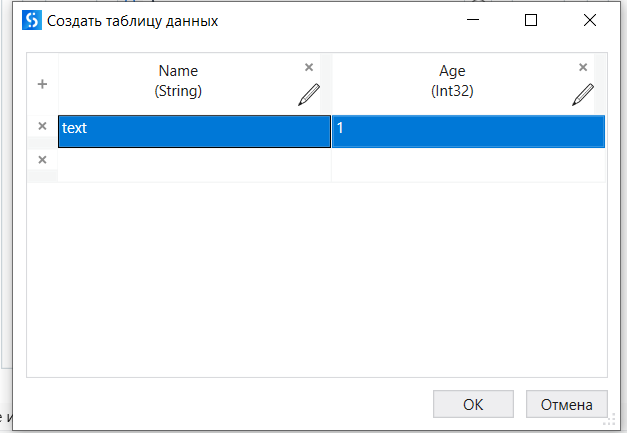 Создать таблицу данных
Name
(String)
Age
(Int32)
text
1
OK
Отмена